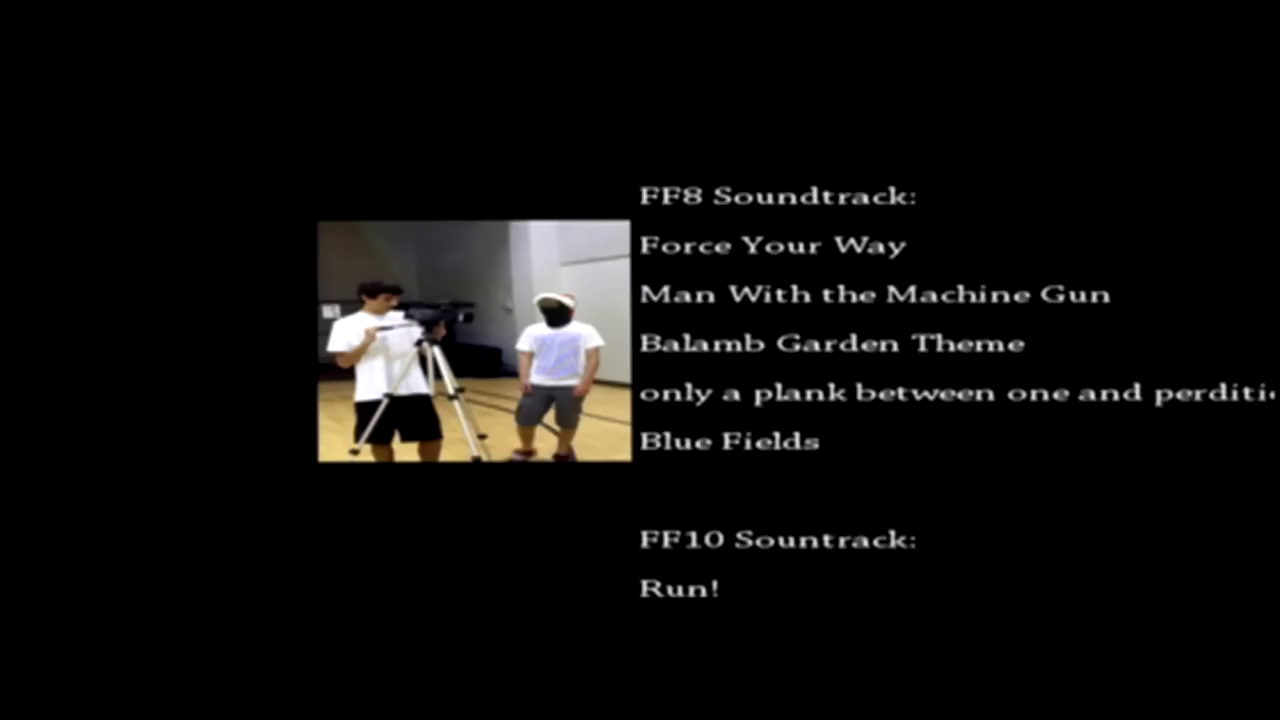 FF8 Soundtrack:
Force Your Way
Man With the Machine Gun
Balamb Garden Theme
only a plank between one and
Blue Fields
FF10 Sountrack:
Run!